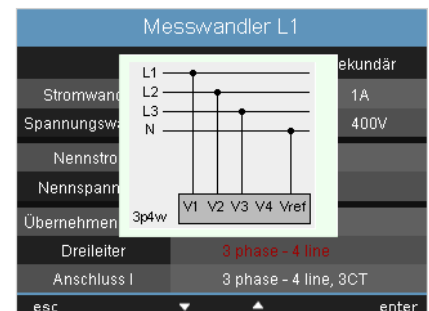 Messwandler L1
ekundär
Stromwand
1A
Spannungswa
400V
Nennstro
Nennspann
Übernehmen
L1
L2
L3
N
3p4w
V1 V2 V3 V4 Vref
Dreileiter
3 phase - 4 line
Anschluss I
3 phase - 4 line, 3CT
esc
enter